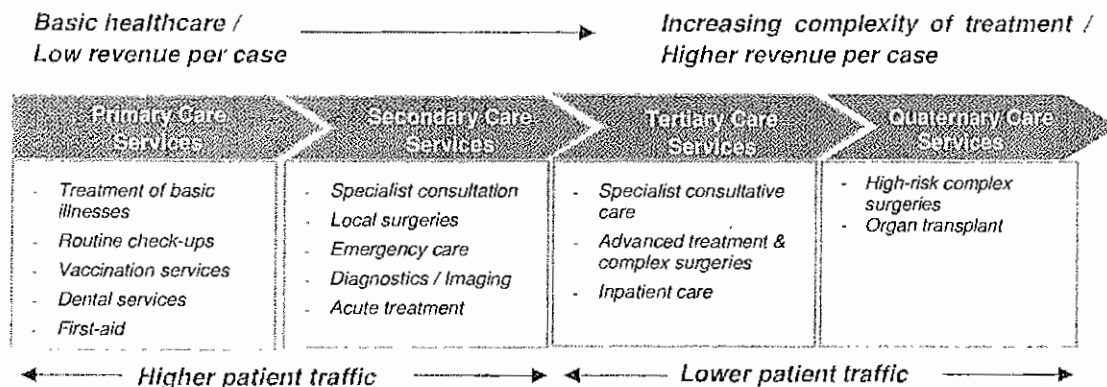 Basic healthcare /
Low revenue per case
Increasing complexity of treatment /
Higher revenue per case
Primary Care
Services
- Treatment of basic
illnesses
- Routine check-ups
- Vaccination services
- Dental services
- First-aid
Secondary Care
Services
- Specialist consultation
- Local surgeries
- Emergency care
- Diagnostics / Imaging
- Acute treatment
Tertiary Care
Services
- Specialist consultative
care
- Advanced treatment &
complex surgeries
- Inpatient care
Quaternary Care
Services
- High-risk complex
surgeries
- Organ transplant
Higher patient traffic
Lower patient traffic